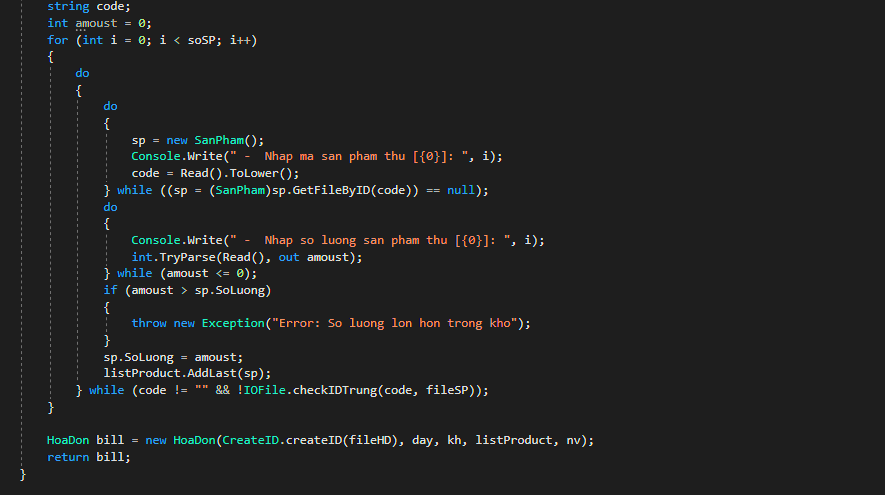 string code;
int amoust = 0;
for (int i = 0; i < soSP; i++)
{
do
{
do
{
sp = new SanPham();
Console.Write(" -  Nhap ma san pham thu [{0}]: ", i);
code = Read().ToLower();
} while ((sp = (SanPham)sp.GetFileByID(code)) == null);
do
{
Console.Write(" -  Nhap so luong san pham thu [{0}]: ", i);
int.TryParse(Read(), out amoust);
} while (amoust <= 0);
if (amoust > sp.SoLuong)
{
throw new Exception("Error: So luong lon hon trong kho");
}
sp.SoLuong = amoust;
listProduct.AddLast(sp);
} while (code != "" && !IOFile.checkIDTrung(code, fileSP));
}
HoaDon bill = new HoaDon(CreateID.createID(fileHD), day, kh, listProduct, nv);
return bill;
}